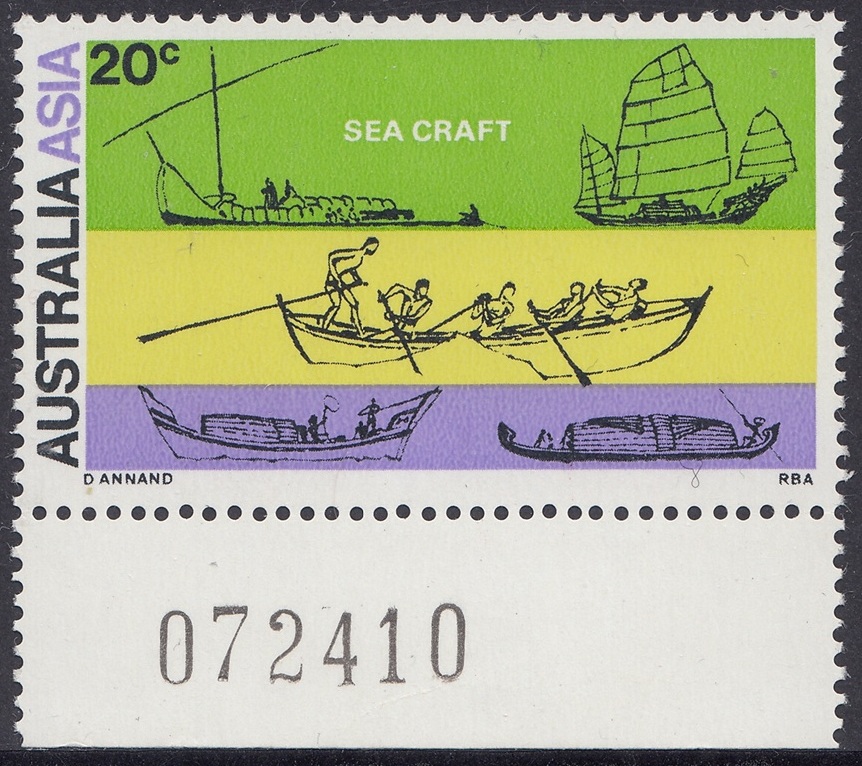 AUSTRALIA ASIA
20c
SEA CRAFT
D ANNAND
RBA
072410